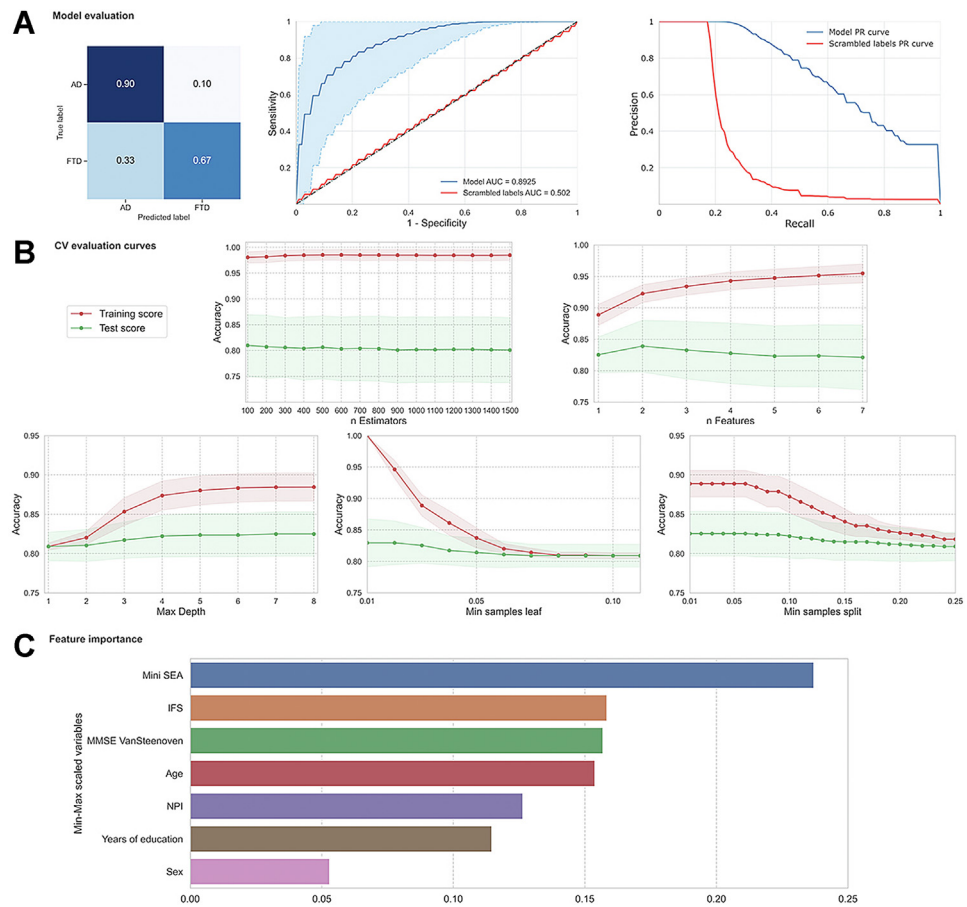 A Model evaluation
True label
AD
FTD
0.90
0.10
0.33
0.67
AD
FTD
Predicted label
Sensitivity
1
0.8
0.6
0.4
0.2
Model AUC = 0.8925
Scrambled labels AUC = 0.502
0 0.2 0.4 0.6 0.8 1
1 - Specificity
Precision
1
0.8
0.6
0.4
0.2
Model PR curve
Scrambled labels PR curve
0 0.2 0.4 0.6 0.8 1
Recall
B CV evaluation curves
Training score
Test score
Accuracy
1.00
0.95
0.90
0.85
0.80
0.75
100 200 300 400 500 600 700 800 900 1000 1100 1200 1300 1400 1500
n Estimators
Accuracy
1.00
0.95
0.90
0.85
0.80
0.75
1 2 3 4 5 6 7
n Features
Accuracy
0.95
0.90
0.85
0.80
0.75
1 2 3 4 5 6 7 8
Max Depth
Accuracy
1.00
0.95
0.90
0.85
0.80
0.75
0.01 0.05 0.10
Min samples leaf
Accuracy
0.95
0.90
0.85
0.80
0.75
0.01 0.05 0.10 0.15 0.20 0.25
Min samples split
C Feature importance
Min-Max scaled variables
Mini SEA
IFS
MMSE VanSteenoven
Age
NPI
Years of education
Sex
0.00 0.05 0.10 0.15 0.20 0.25